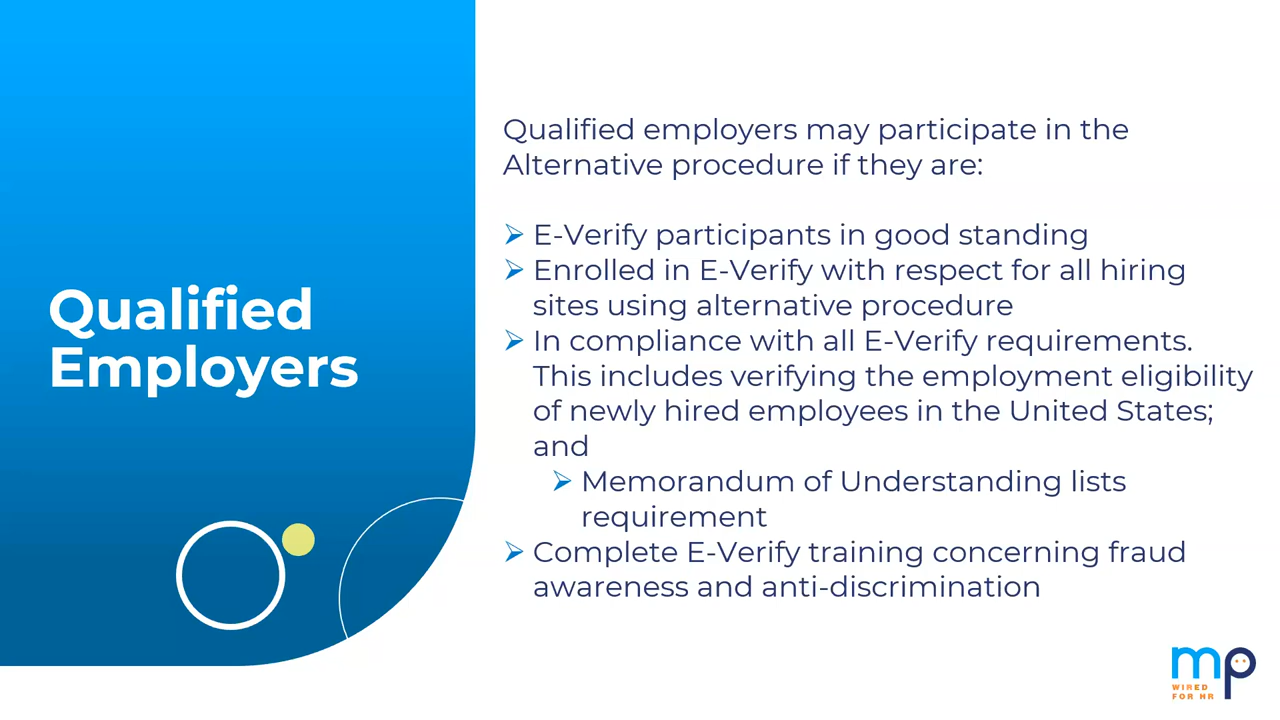 Qualified
Employers
Qualified employers may participate in the
Alternative procedure if they are:
➢ E-Verify participants in good standing
➢ Enrolled in E-Verify with respect for all hiring
sites using alternative procedure
➢ In compliance with all E-Verify requirements.
This includes verifying the employment eligibility
of newly hired employees in the United States;
and
➢ Memorandum of Understanding lists
requirement
➢ Complete E-Verify training concerning fraud
awareness and anti-discrimination
mp
WIRED
FOR HR